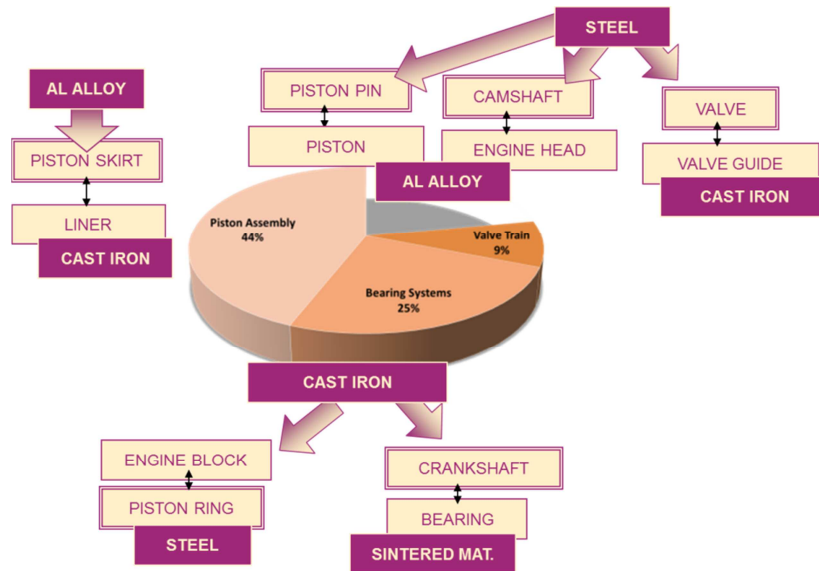 STEEL
AL ALLOY
PISTON PIN
CAMSHAFT
VALVE
PISTON SKIRT
PISTON
ENGINE HEAD
VALVE GUIDE
AL ALLOY
CAST IRON
LINER
CAST IRON
Piston Assembly
44%
Valve Train
9%
Bearing Systems
25%
CAST IRON
ENGINE BLOCK
CRANKSHAFT
PISTON RING
BEARING
STEEL
SINTERED MAT.